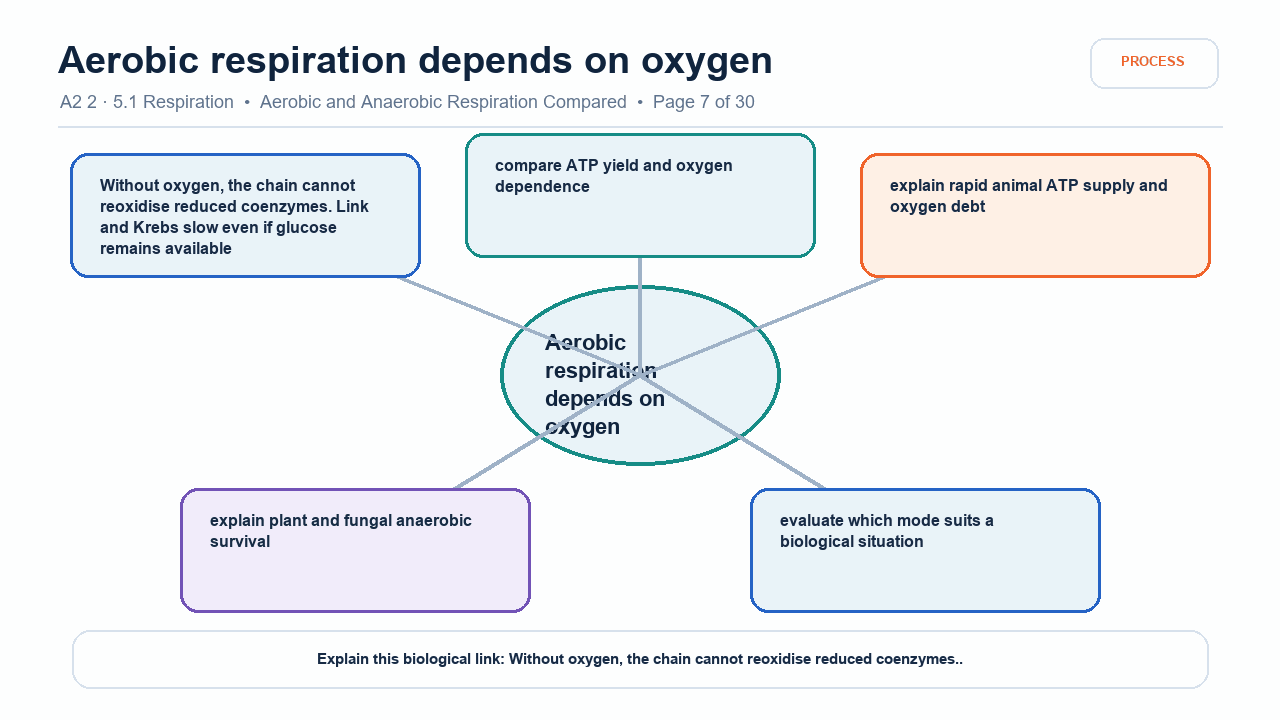 Aerobic respiration depends on oxygen
PROCESS
A2 2 · 5.1 Respiration • Aerobic and Anaerobic Respiration Compared • Page 7 of 30
Without oxygen, the chain cannot
reoxidise reduced coenzymes. Link
and Krebs slow even if glucose
remains available
compare ATP yield and oxygen
dependence
explain rapid animal ATP supply and
oxygen debt
Aerobic
respiration
depends on
oxygen
explain plant and fungal anaerobic
survival
evaluate which mode suits a
biological situation
Explain this biological link: Without oxygen, the chain cannot reoxidise reduced coenzymes..